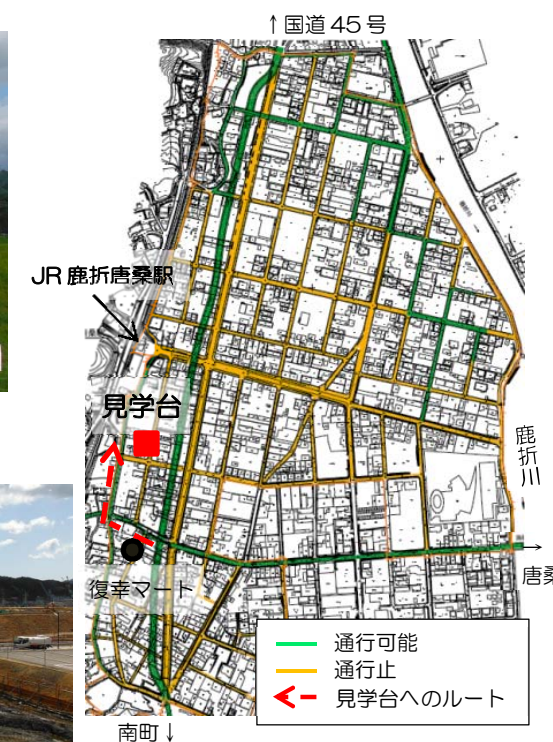 ↑国道45号
JR鹿折唐桑駅
見学台
鹿折川
→
唐桑
復幸マート
通行可能
通行止
見学台へのルート
南町↓